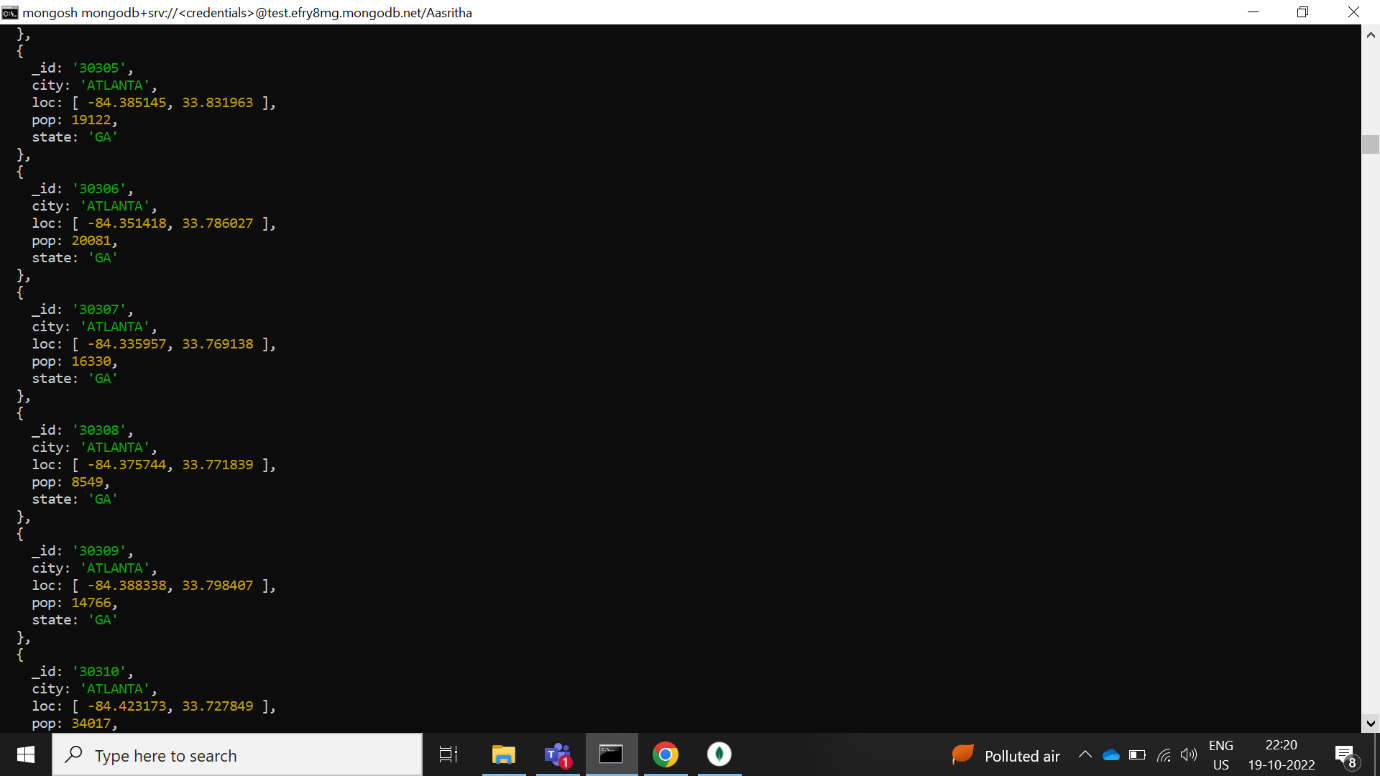 mongosh mongodb+srv://<credentials>@test.efry8mg.mongodb.net/Aasritha
},
{
_id: '30305',
city: 'ATLANTA',
loc: [ -84.385145, 33.831963 ],
pop: 19122,
state: 'GA'
},
{
_id: '30306',
city: 'ATLANTA',
loc: [ -84.351418, 33.786027 ],
pop: 20081,
state: 'GA'
},
{
_id: '30307',
city: 'ATLANTA',
loc: [ -84.335957, 33.769138 ],
pop: 16330,
state: 'GA'
},
{
_id: '30308',
city: 'ATLANTA',
loc: [ -84.375744, 33.771839 ],
pop: 8549,
state: 'GA'
},
{
_id: '30309',
city: 'ATLANTA',
loc: [ -84.388338, 33.798407 ],
pop: 14766,
state: 'GA'
},
{
_id: '30310',
city: 'ATLANTA',
loc: [ -84.423173, 33.727849 ],
pop: 34017,
Type here to search
1
Polluted air
ENG
US
22:20
19-10-2022
8